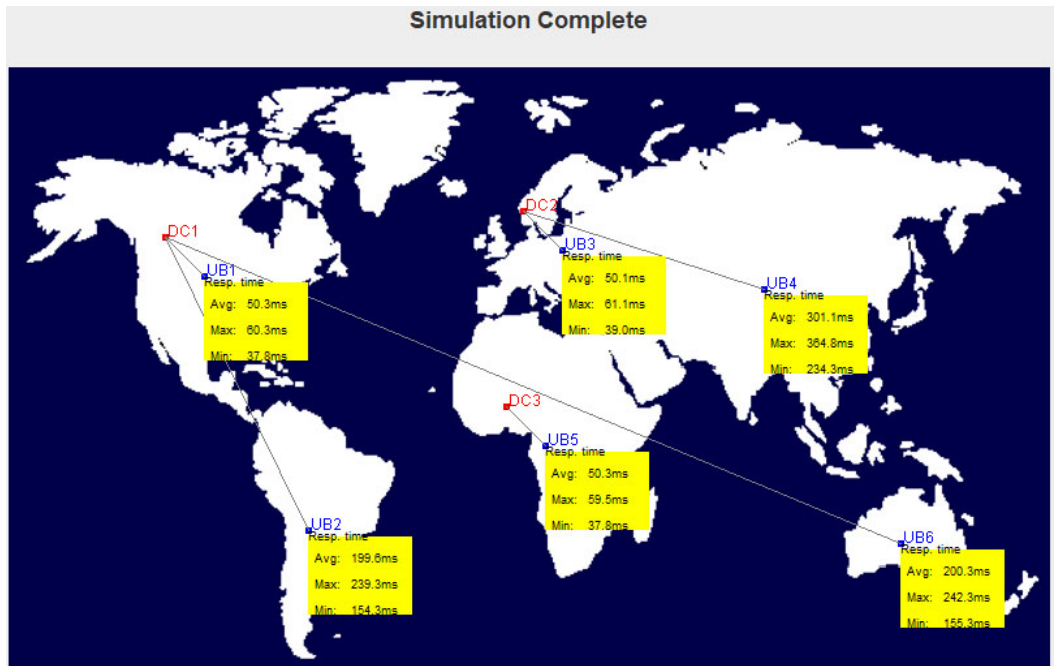 Simulation Complete
DC1
UB1
Resp. time
Avg: 50.3ms
Max: 60.3ms
Min: 37.8ms
DC2
UB3
Resp. time
Avg: 50.1ms
Max: 61.1ms
Min: 39.0ms
UB4
Resp. time
Avg: 301.1ms
Max: 364.8ms
Min: 234.3ms
DC3
UB5
Resp. time
Avg: 50.3ms
Max: 59.5ms
Min: 37.8ms
UB2
Resp. time
Avg: 199.6ms
Max: 239.3ms
Min: 154.3ms
UB6
Resp. time
Avg: 200.3ms
Max: 242.3ms
Min: 155.3ms